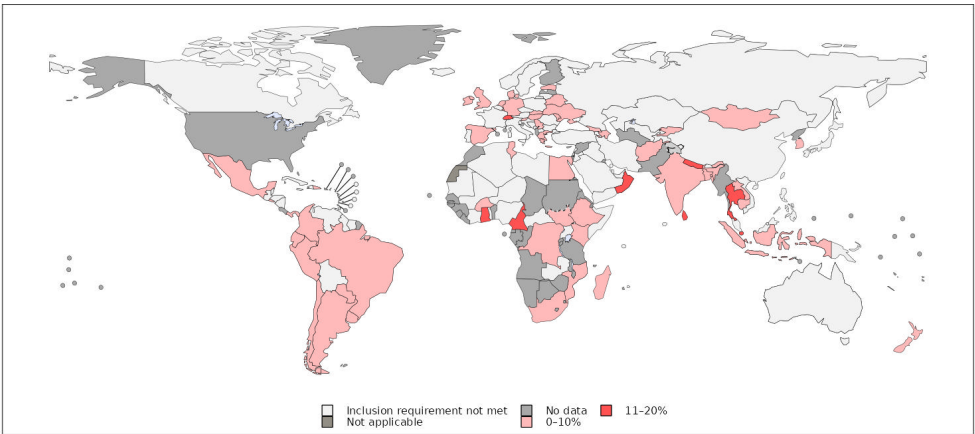 Inclusion requirement not met
Not applicable
No data
0–10%
11–20%